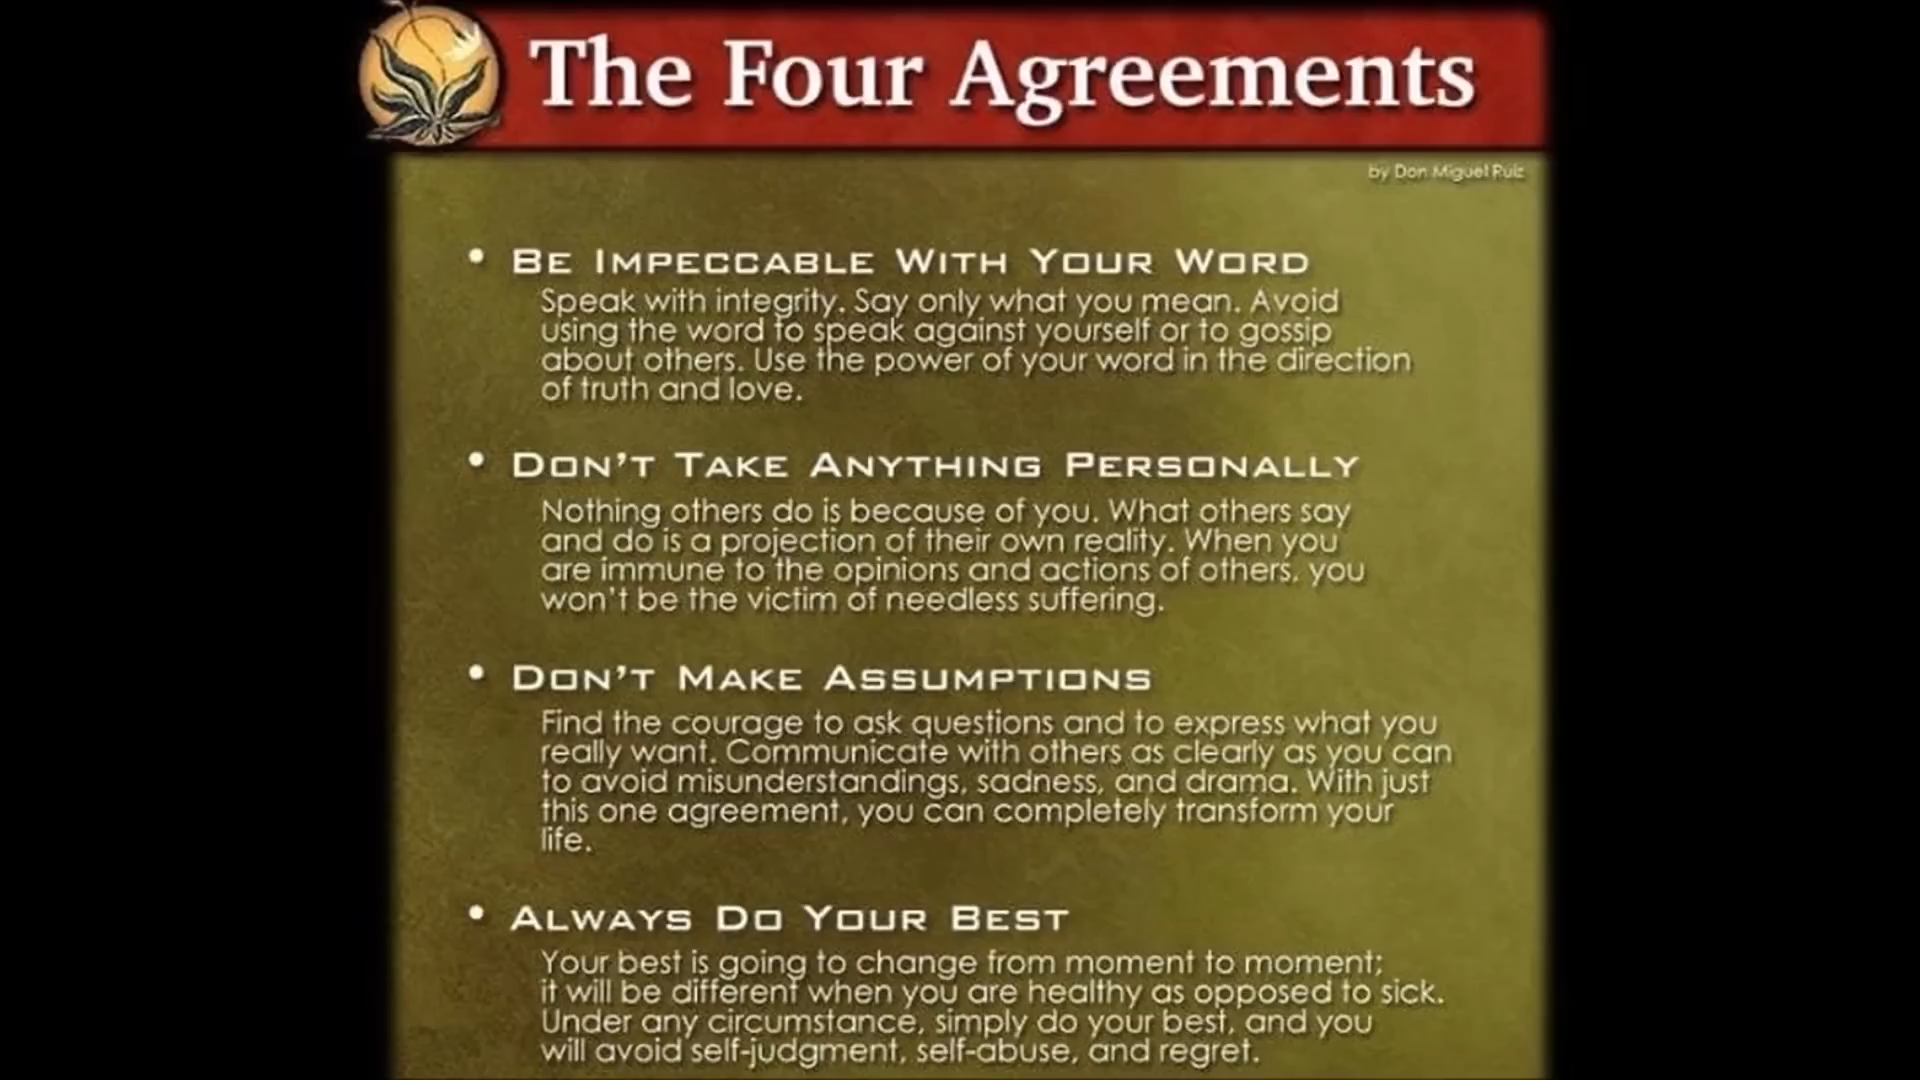 The Four Agreements
by Don Miguel Ruiz
• BE IMPECCABLE WITH YOUR WORD
Speak with integrity. Say only what you mean. Avoid
using the word to speak against yourself or to gossip
about others. Use the power of your word in the direction
of truth and love.
• DON'T TAKE ANYTHING PERSONALLY
Nothing others do is because of you. What others say
and do is a projection of their own reality. When you
are immune to the opinions and actions of others, you
won't be the victim of needless suffering.
• DON'T MAKE ASSUMPTIONS
Find the courage to ask questions and to express what you
really want. Communicate with others as clearly as you can
to avoid misunderstandings, sadness, and drama. With just
this one agreement, you can completely transform your
life.
• ALWAYS DO YOUR BEST
Your best is going to change from moment to moment;
it will be different when you are healthy as opposed to sick.
Under any circumstance, simply do your best, and you
will avoid self-judgment, self-abuse, and regret.